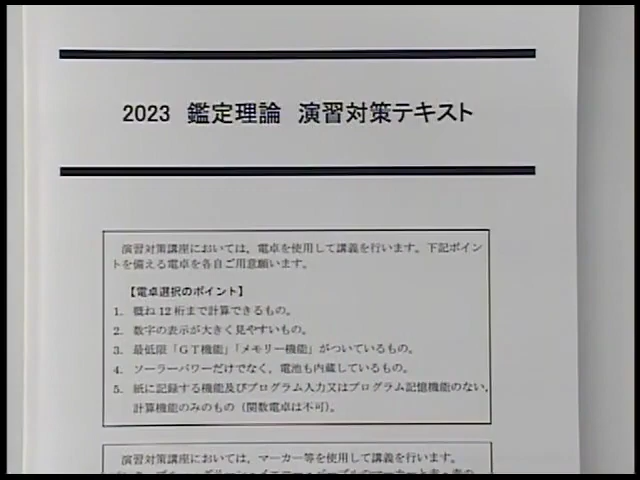 2023 鑑定理論 演習対策テキスト
演習対策講座においては、電卓を使用して講義を行います。下記ポイン
トを備える電卓を各自ご用意願います。
【電卓選択のポイント】
1. 概ね 12 桁まで計算できるもの。
2. 数字の表示が大きく見やすいもの。
3. 最低限「GT機能」「メモリー機能」がついているもの。
4. ソーラーパワーだけでなく、電池も内蔵しているもの。
5. 紙に記録する機能及びプログラム入力又はプログラム記憶機能のない、
計算機能のみのもの（関数電卓は不可）。
演習対策講座においては、マーカー等を使用して講義を行います。